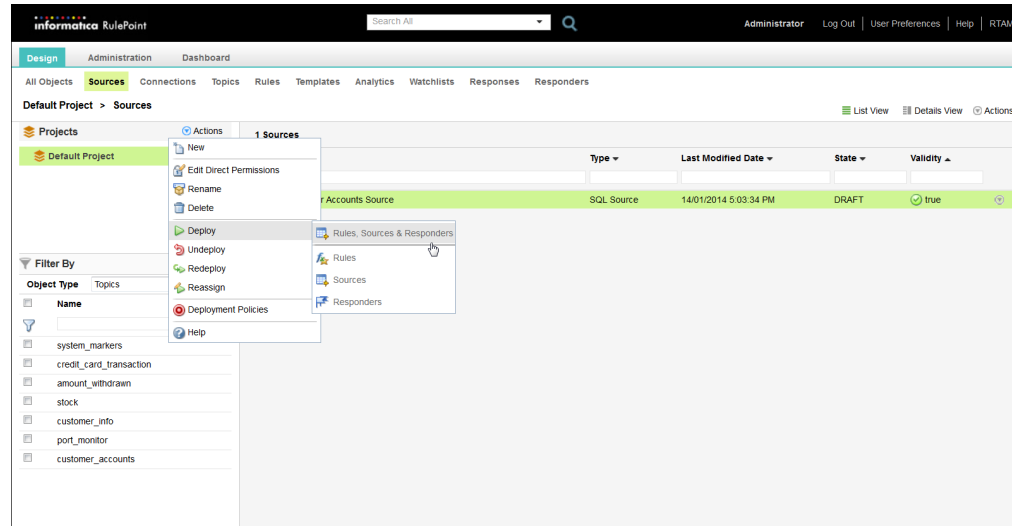 informatica RulePoint Search All Administrator Log Out User Preferences Help RTAM
Design Administration Dashboard
All Objects Sources Connections Topics Rules Templates Analytics Watchlists Responses Responders
Default Project > Sources
List View Details View Actions
Projects Actions 1 Sources
Default Project
New
Edit Direct Permissions
Rename
Delete
Deploy
Undeploy
Redeploy
Reassign
Deployment Policies
Help
Rules, Sources & Responders
Rules
Sources
Responders
Type Last Modified Date State Validity
r Accounts Source SQL Source 14/01/2014 5:03:34 PM DRAFT true
Filter By
Object Type Topics
Name
system_markers
credit_card_transaction
amount_withdrawn
stock
customer_info
port_monitor
customer_accounts